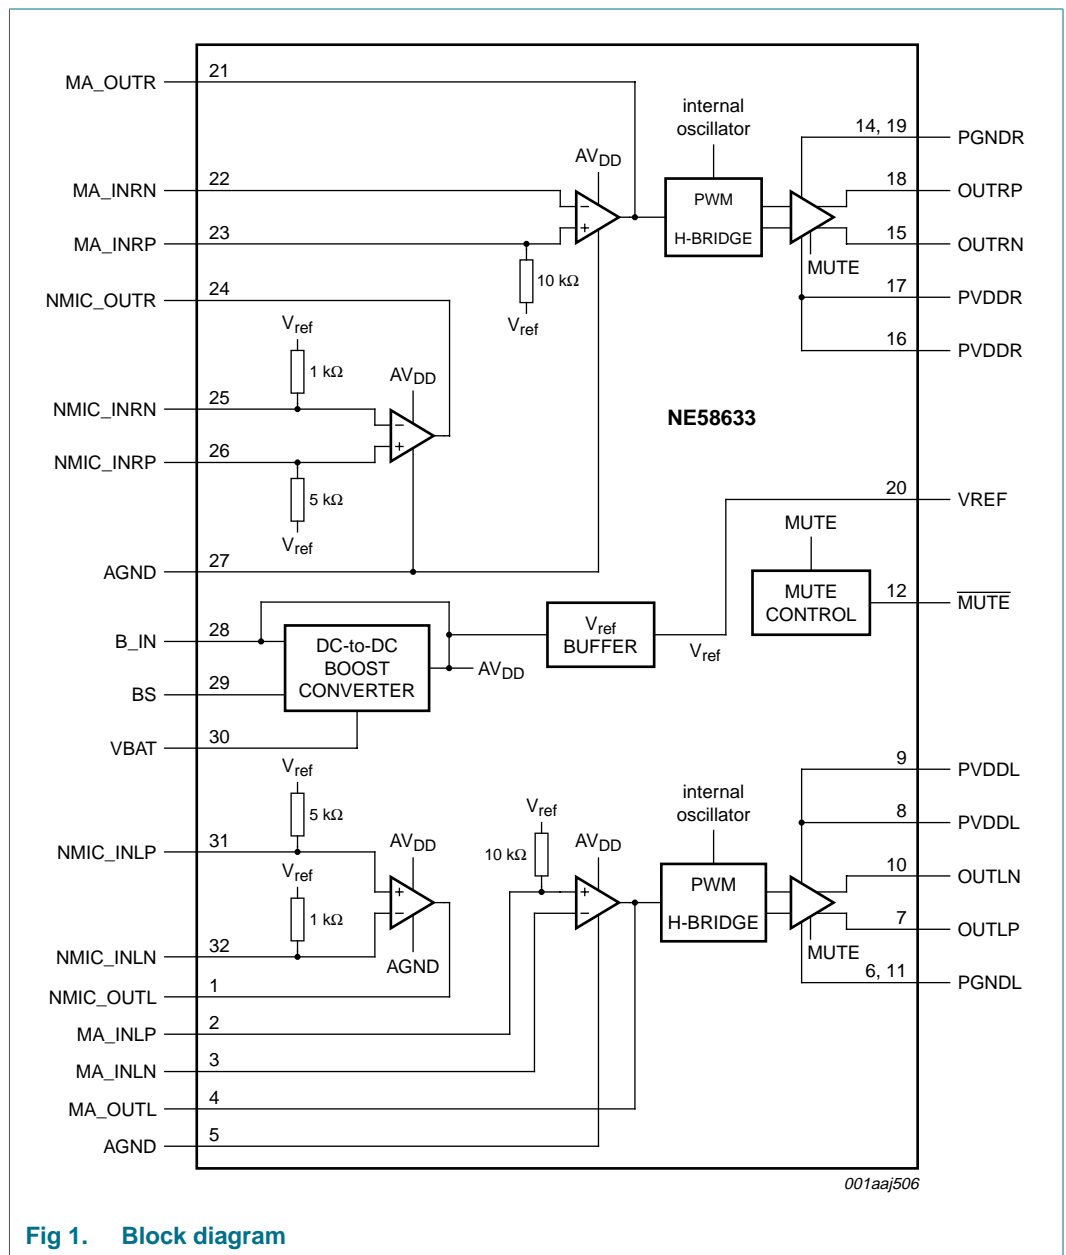 MA_OUTR 21
internal
oscillator
14, 19 PGNDR
AVDD
MA_INRN 22
PWM
18 OUTRP
MA_INRP 23
−
+
H-BRIDGE
15 OUTRN
MUTE
10 kΩ
NMIC_OUTR 24
17 PVDDR
Vref
Vref
16 PVDDR
1 kΩ
AVDD
NMIC_INRN 25
NE58633
−
+
NMIC_INRP 26
5 kΩ
20 VREF
Vref
MUTE
AGND 27
MUTE
CONTROL
12 MUTE
B_IN 28
DC-to-DC
BOOST
CONVERTER
Vref
BUFFER
Vref
AVDD
BS 29
VBAT 30
9 PVDDL
Vref
internal
oscillator
5 kΩ
Vref
8 PVDDL
NMIC_INLP 31
AVDD
10 kΩ
AVDD
Vref
PWM
10 OUTLN
+
−
+
−
1 kΩ
H-BRIDGE
7 OUTLP
MUTE
NMIC_INLN 32
AGND
6, 11 PGNDL
NMIC_OUTL 1
MA_INLP 2
MA_INLN 3
MA_OUTL 4
AGND 5
001aaj506
Fig 1. Block diagram